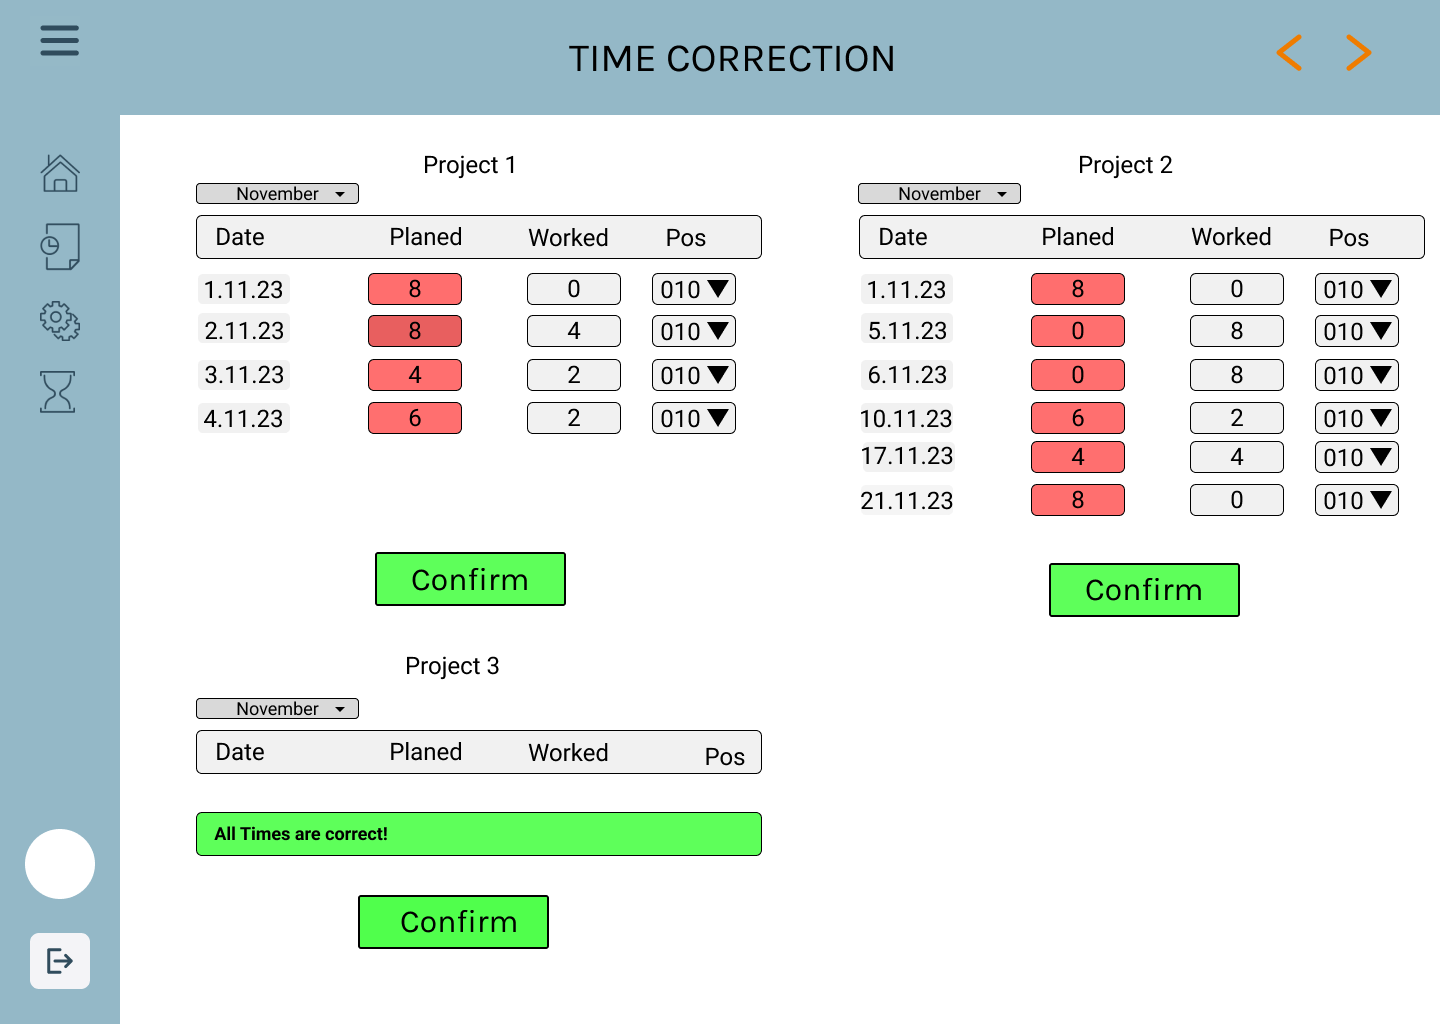 TIME CORRECTION
Project 1
November
Date Planed Worked Pos
1.11.23 8 0 010
2.11.23 8 4 010
3.11.23 4 2 010
4.11.23 6 2 010
Confirm
Project 2
November
Date Planed Worked Pos
1.11.23 8 0 010
5.11.23 0 8 010
6.11.23 0 8 010
10.11.23 6 2 010
17.11.23 4 4 010
21.11.23 8 0 010
Confirm
Project 3
November
Date Planed Worked Pos
All Times are correct!
Confirm